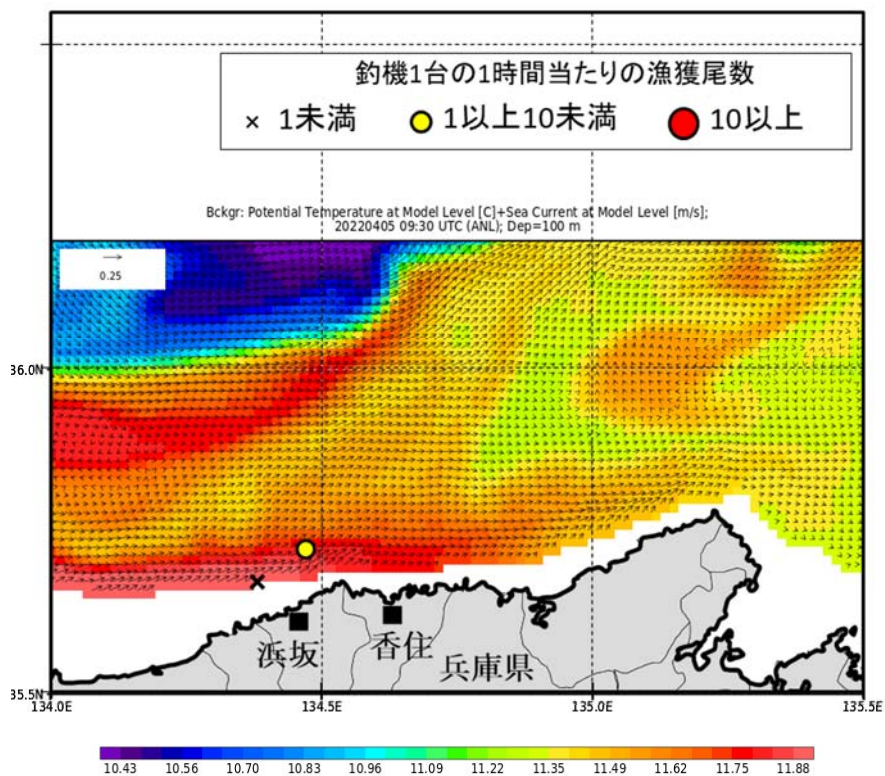 釣機1台の1時間当たりの漁獲尾数
× 1未満 1以上10未満 10以上
Bckgr: Potential Temperature at Model Level [C]+Sea Current at Model Level [m/s];
20220405 09:30 UTC (ANL); Dep=100 m
0.25
36.0N
浜坂 香住 兵庫県
35.5N
134.0E 134.5E 135.0E 135.5E
10.43 10.56 10.70 10.83 10.96 11.09 11.22 11.35 11.49 11.62 11.75 11.88